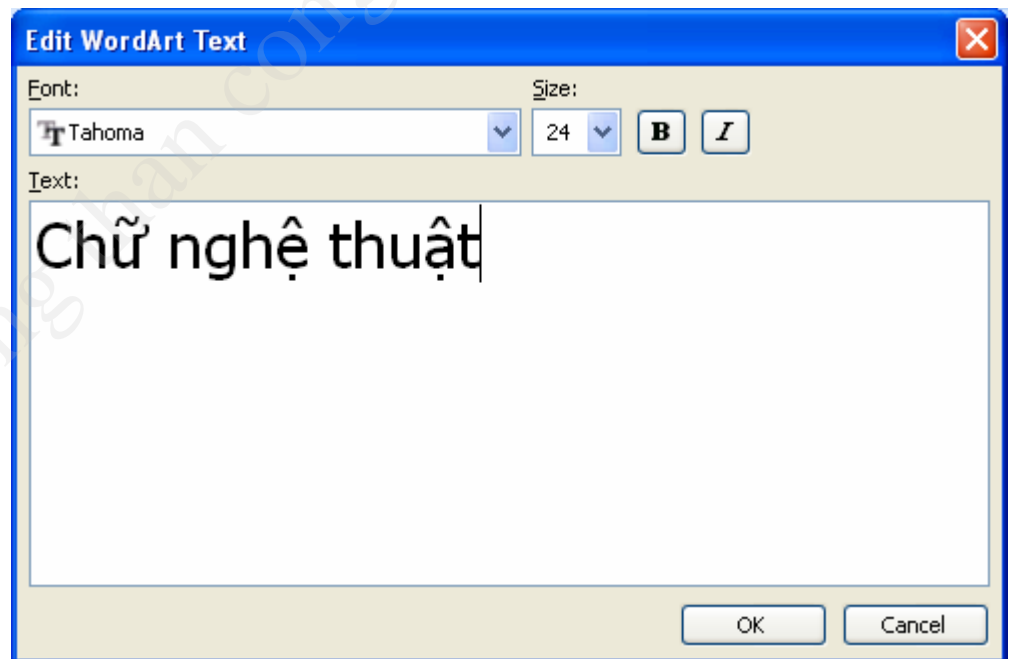 Edit WordArt Text
Font: Size:
Tahoma 24 B I
Text:
Chữ nghệ thuật
OK Cancel